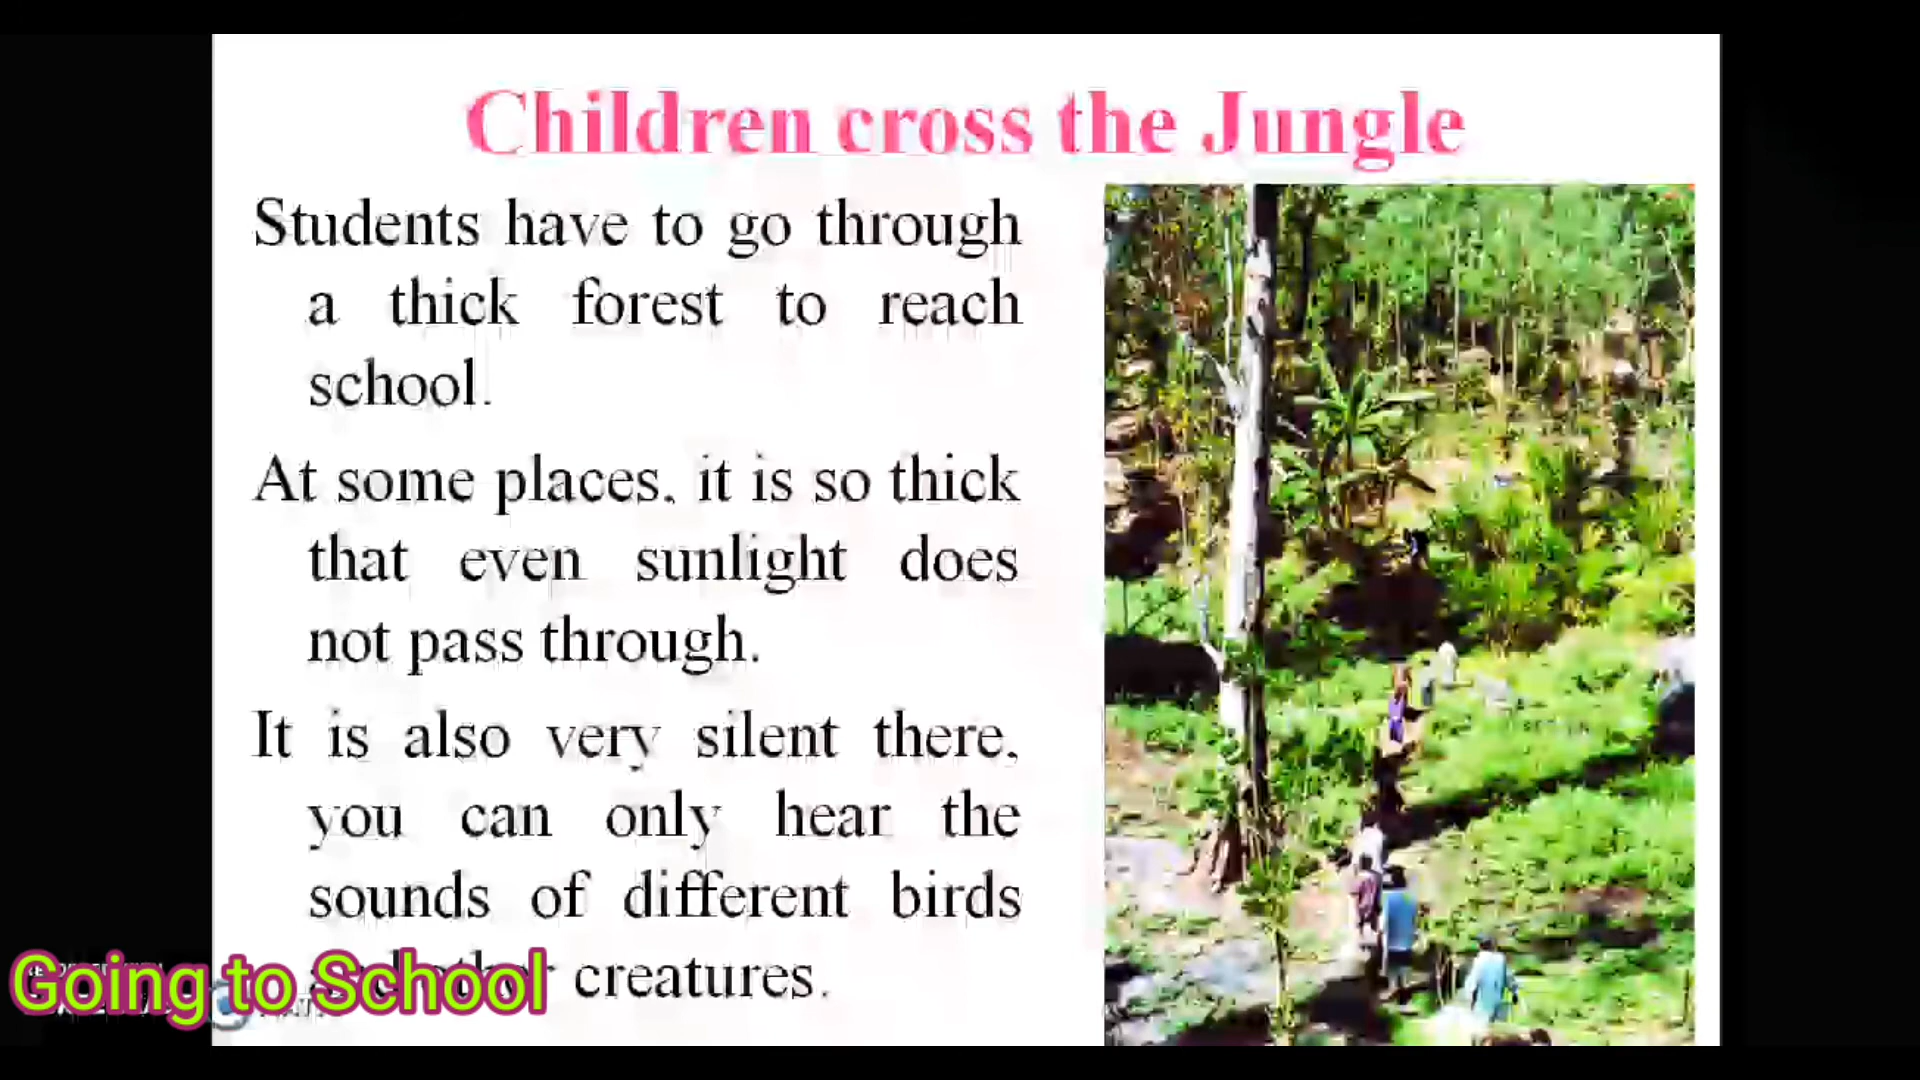 Children cross the Jungle
Students have to go through
a thick forest to reach
school.
At some places, it is so thick
that even sunlight does
not pass through.
It is also very silent there,
you can only hear the
sounds of different birds
creatures.
Going to School